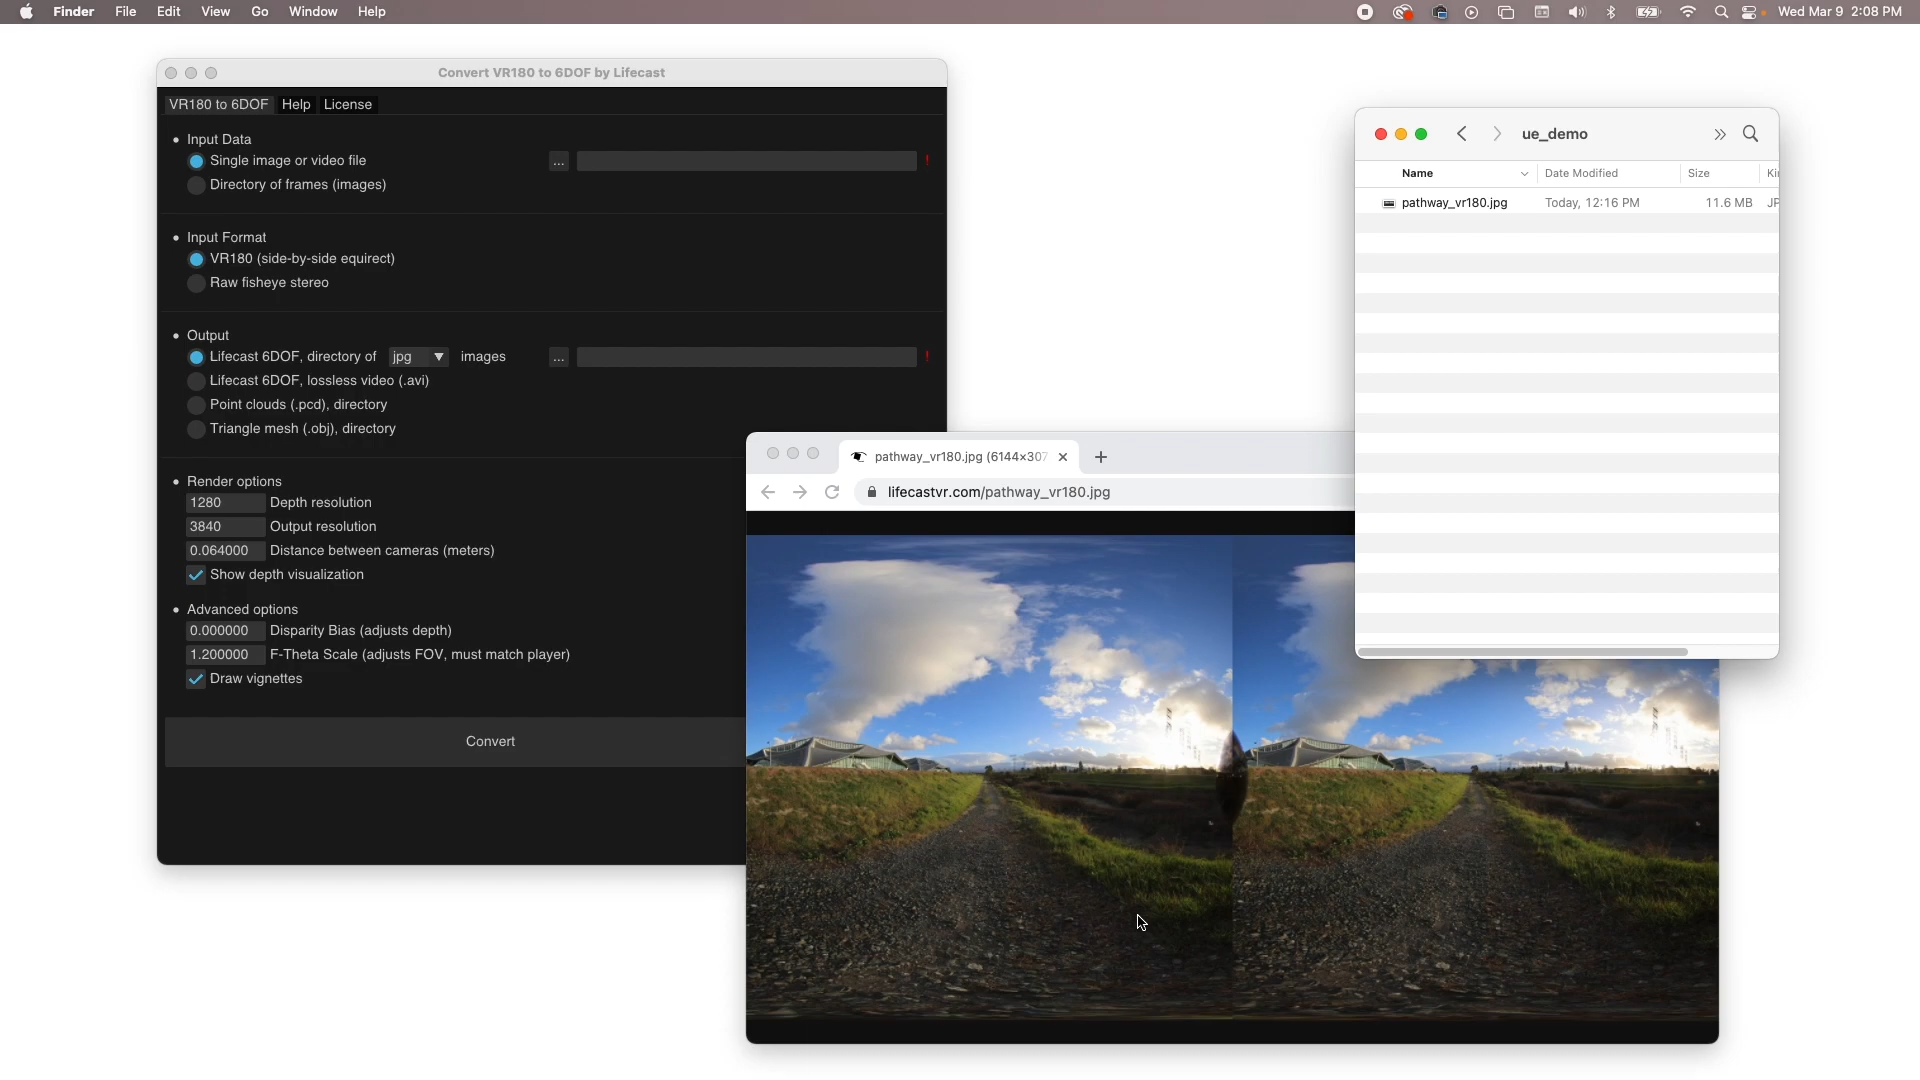 Finder File Edit View Go Window Help
Wed Mar 9 2:08 PM
Convert VR180 to 6DOF by Lifecast
VR180 to 6DOF Help License
Input Data
Single image or video file ... !
Directory of frames (images)
Input Format
VR180 (side-by-side equirect)
Raw fisheye stereo
Output
Lifecast 6DOF, directory of jpg images ... !
Lifecast 6DOF, lossless video (.avi)
Point clouds (.pcd), directory
Triangle mesh (.obj), directory
Render options
1280 Depth resolution
3840 Output resolution
0.064000 Distance between cameras (meters)
Show depth visualization
Advanced options
0.000000 Disparity Bias (adjusts depth)
1.200000 F-Theta Scale (adjusts FOV, must match player)
Draw vignettes
Convert
pathway_vr180.jpg (6144×307
lifecastvr.com/pathway_vr180.jpg
ue_demo
Name Date Modified Size Ki
pathway_vr180.jpg Today, 12:16 PM 11.6 MB JP